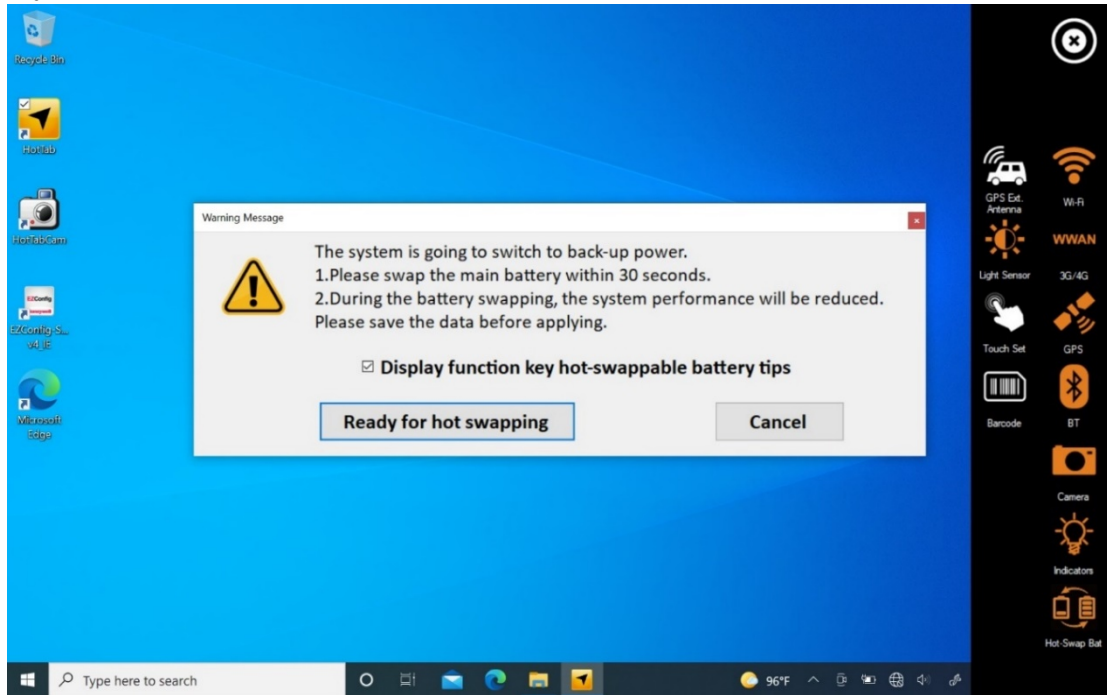 Recycle Bin
Hottab
HotTabCam
EZConfig
Honeywell
EZConfig-S...
v4_IE
Microsoft
Edge
Warning Message
The system is going to switch to back-up power.
1.Please swap the main battery within 30 seconds.
2.During the battery swapping, the system performance will be reduced.
Please save the data before applying.
Display function key hot-swappable battery tips
Ready for hot swapping
Cancel
GPS Ext.
Antenna
Wi-Fi
WWAN
Light Sensor
3G/4G
Touch Set
GPS
Barcode
BT
Camera
Indicators
Hot-Swap Bat
Type here to search
96°F